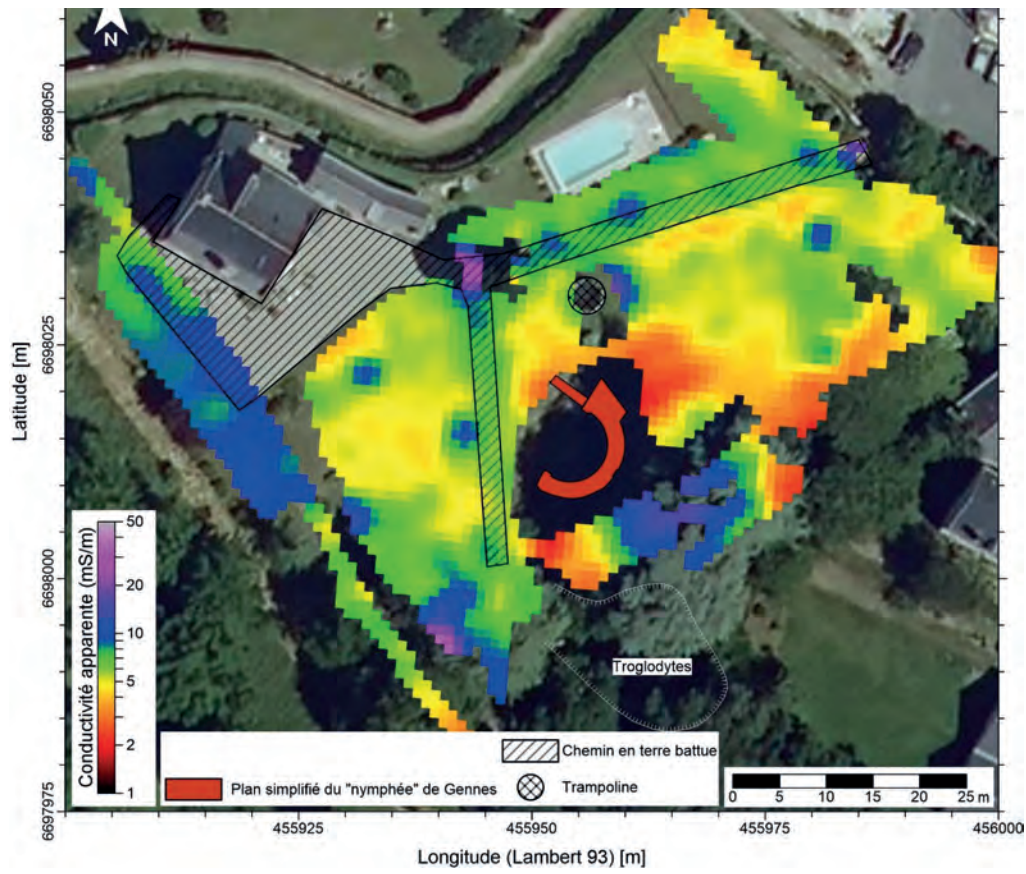 N
6698050
6698025
6698000
6697975
Latitude [m]
Troglodytes
Conductivité apparente (mS/m)
50
20
10
5
2
1
Chemin en terre battue
Plan simplifié du "nymphée" de Gennes
Trampoline
0 5 10 15 20 25 m
455925 455950 455975 456000
Longitude (Lambert 93) [m]